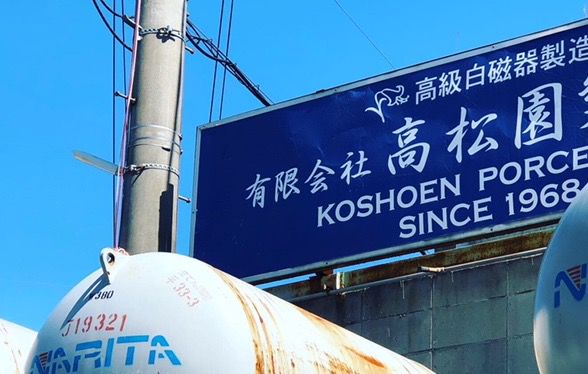 高級白磁器製造
有限会社 高松園
KOSHOEN PORCE
SINCE 1968
380
J19321
〒33-3
NARITA
N